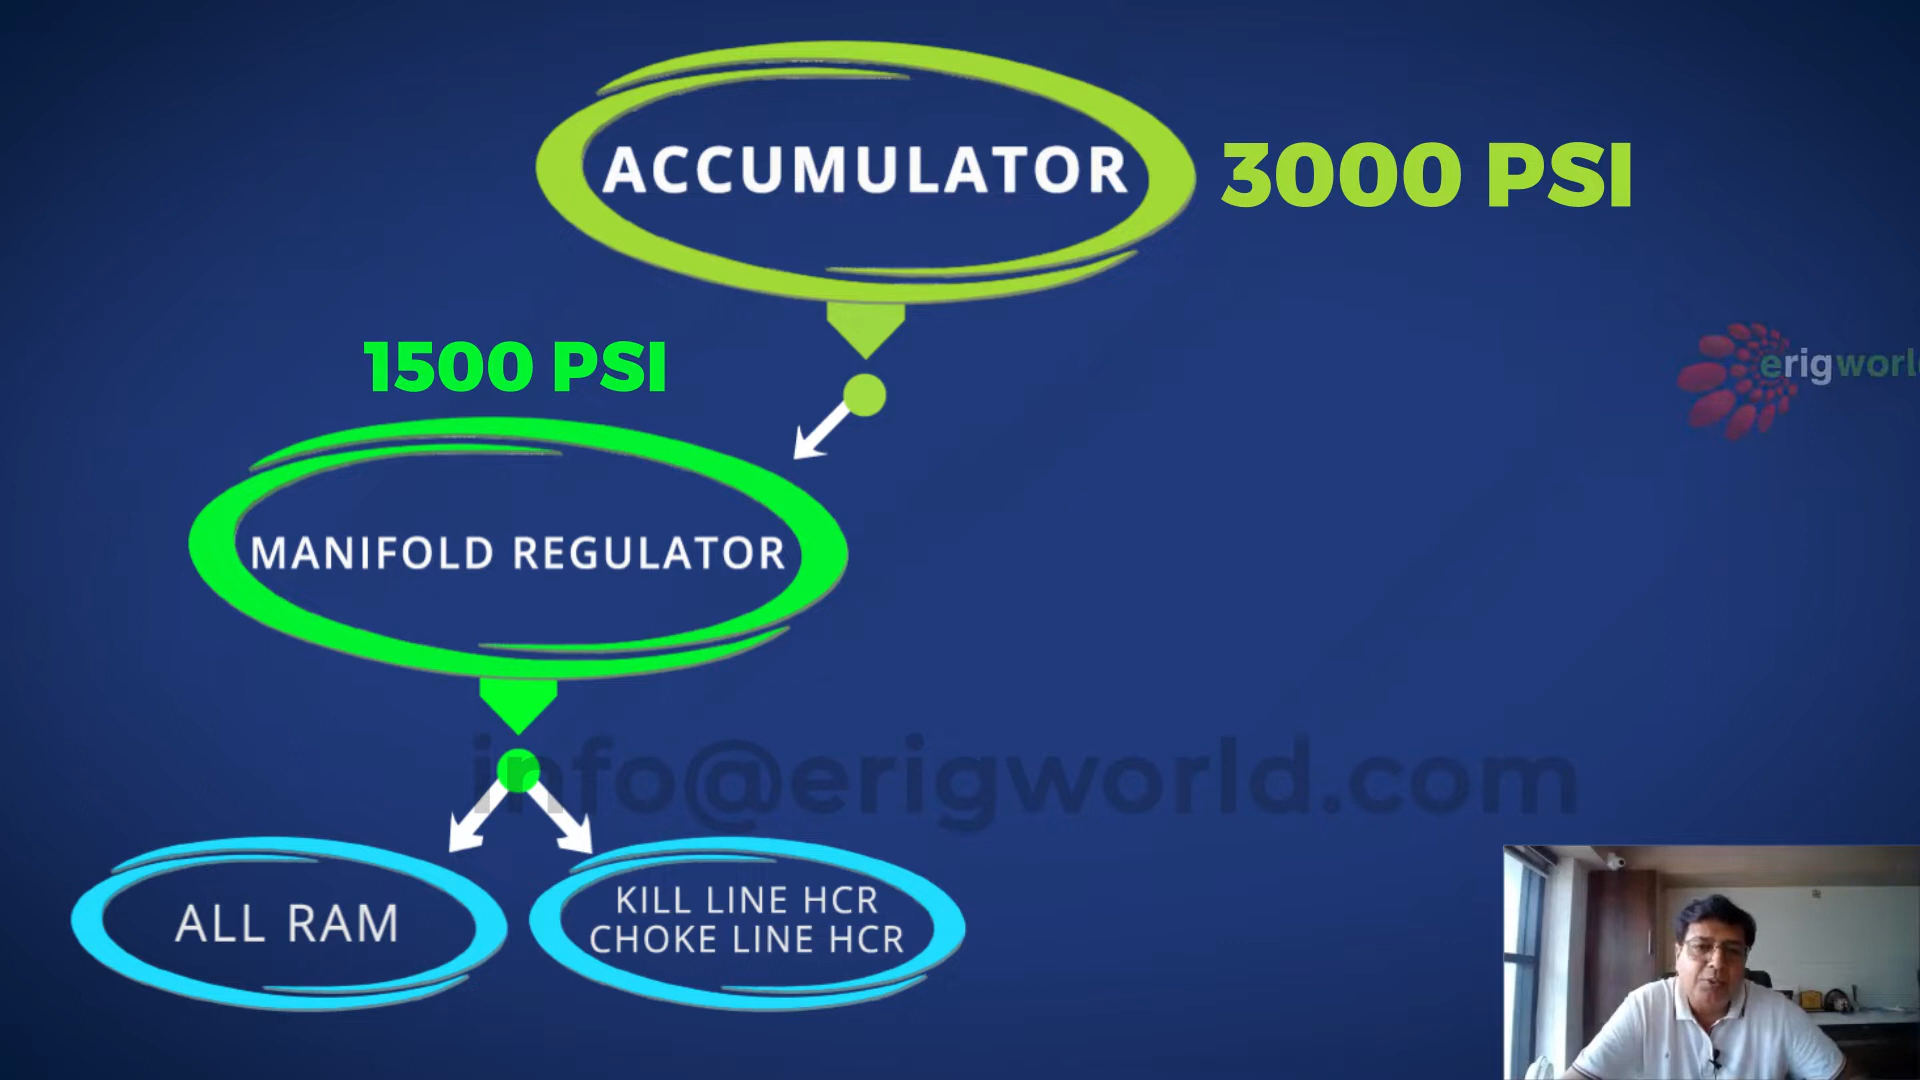 ACCUMULATOR
3000 PSI
1500 PSI
erigworl
MANIFOLD REGULATOR
info@erigworld.com
ALL RAM
KILL LINE HCR
CHOKE LINE HCR